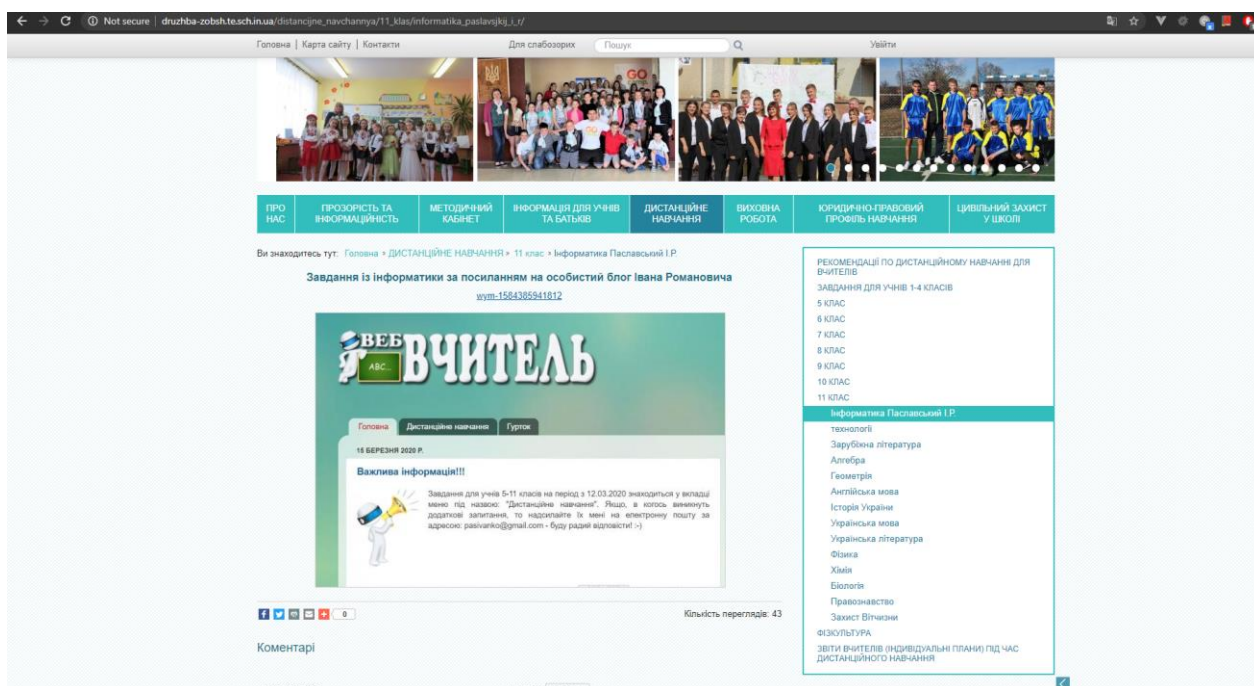 Not secure | druzhba-zobsh.te.sch.in.ua/distancijne_navchannya/11_klas/informatika_paslavsjkij_i_r/
Головна | Карта сайту | Контакти Для слабозорих Пошук Увійти
GO
ПРО НАС
ПРОЗОРІСТЬ ТА ІНФОРМАЦІЙНІСТЬ
МЕТОДИЧНИЙ КАБІНЕТ
ІНФОРМАЦІЯ ДЛЯ УЧНІВ ТА БАТЬКІВ
ДИСТАНЦІЙНЕ НАВЧАННЯ
ВИХОВНА РОБОТА
ЮРИДИЧНО-ПРАВОВИЙ ПРОФІЛЬ НАВЧАННЯ
ЦИВІЛЬНИЙ ЗАХИСТ У ШКОЛІ
Ви знаходитесь тут: Головна » ДИСТАНЦІЙНЕ НАВЧАННЯ » 11 клас » Інформатика Паславський І.Р.
Завдання із інформатики за посиланням на особистий блог Івана Романовича
wym-1584385941812
ВЕБ
ABC...
ВЧИТЕЛЬ
Головна Дистанційне навчання Гурток
15 БЕРЕЗНЯ 2020 Р.
Важлива інформація!!!
Завдання для учнів 5-11 класів на період з 12.03.2020 знаходиться у вкладці
меню під назвою: "Дистанційне навчання". Якщо, в когось виникнуть
додаткові запитання, то надсилайте їх мені на електронну пошту за
адресою: pasivanko@gmail.com - буду радий відповісти! :-)
0
Кількість переглядів: 43
Коментарі
РЕКОМЕНДАЦІЇ ПО ДИСТАНЦІЙНОМУ НАВЧАННІ ДЛЯ
ВЧИТЕЛІВ
ЗАВДАННЯ ДЛЯ УЧНІВ 1-4 КЛАСІВ
5 КЛАС
6 КЛАС
7 КЛАС
8 КЛАС
9 КЛАС
10 КЛАС
11 КЛАС
Інформатика Паславський І.Р.
технології
Зарубіжна література
Алгебра
Геометрія
Англійська мова
Історія України
Українська мова
Українська література
Фізика
Хімія
Біологія
Правознавство
Захист Вітчизни
ФІЗКУЛЬТУРА
ЗВІТИ ВЧИТЕЛІВ (ІНДИВІДУАЛЬНІ ПЛАНИ) ПІД ЧАС
ДИСТАНЦІЙНОГО НАВЧАННЯ